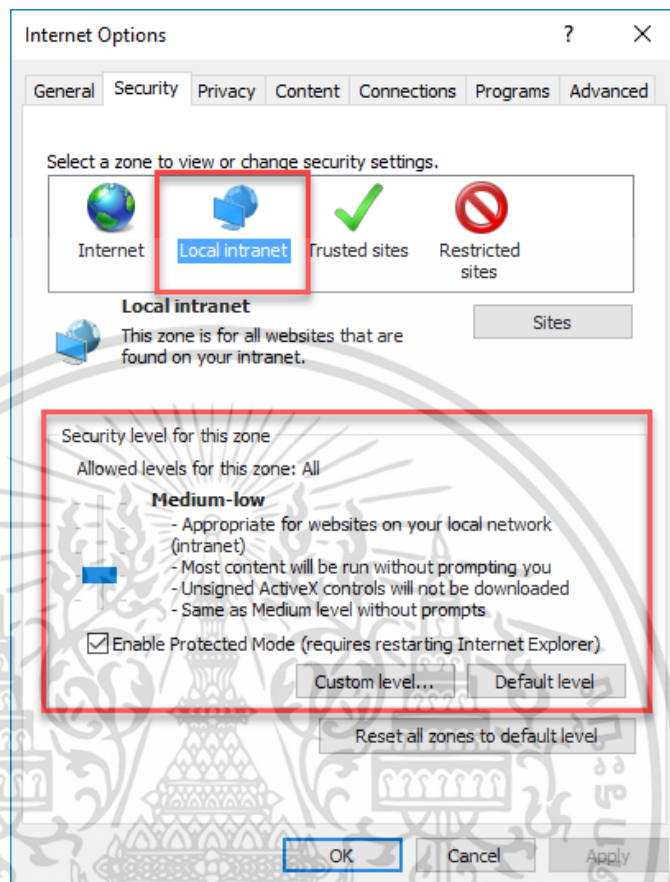 Internet Options ?
General Security Privacy Content Connections Programs Advanced
Select a zone to view or change security settings.
Internet Local intranet Trusted sites Restricted
sites
Local intranet
This zone is for all websites that are
found on your intranet.
Sites
Security level for this zone
Allowed levels for this zone: All
Medium-low
- Appropriate for websites on your local network
(intranet)
- Most content will be run without prompting you
- Unsigned ActiveX controls will not be downloaded
- Same as Medium level without prompts
Enable Protected Mode (requires restarting Internet Explorer)
Custom level... Default level
Reset all zones to default level
OK Cancel Apply